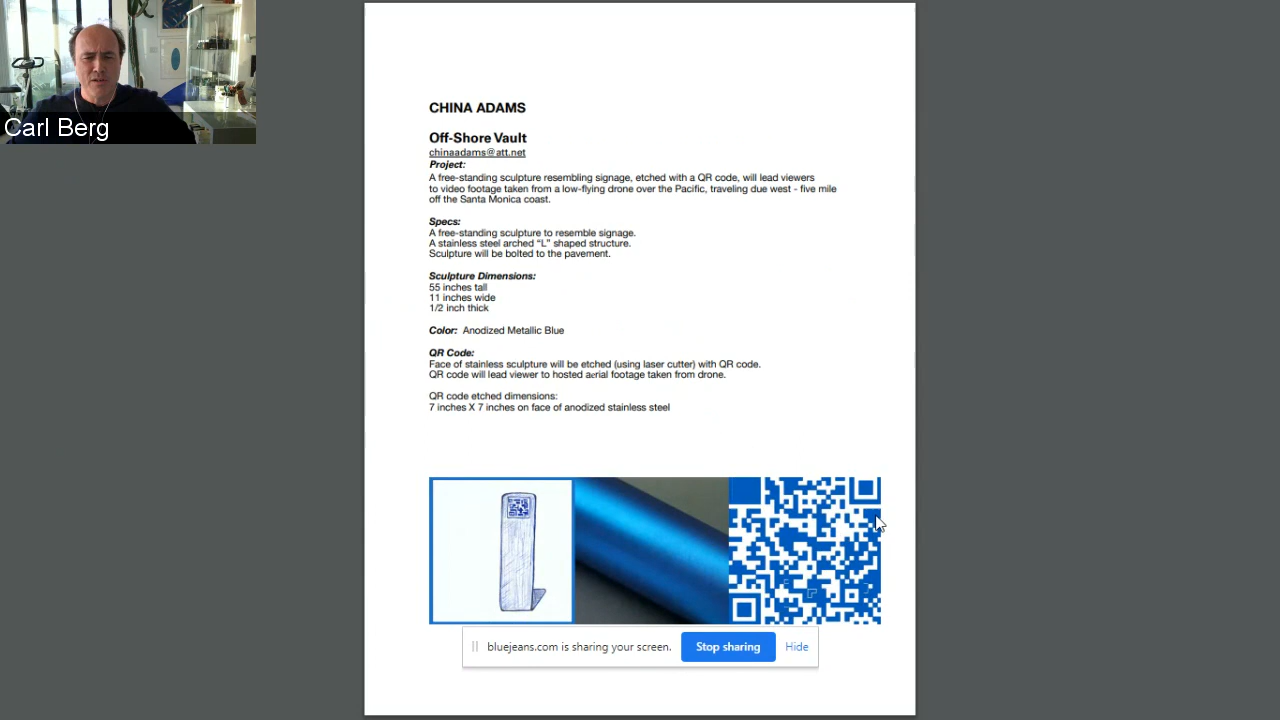 Carl Berg
CHINA ADAMS
Off-Shore Vault
chinaadams@att.net
Project:
A free-standing sculpture resembling signage, etched with a QR code, will lead viewers
to video footage taken from a low-flying drone over the Pacific, traveling due west - five mile
off the Santa Monica coast.
Specs:
A free-standing sculpture to resemble signage.
A stainless steel arched “L” shaped structure.
Sculpture will be bolted to the pavement.
Sculpture Dimensions:
55 inches tall
11 inches wide
1/2 inch thick
Color: Anodized Metallic Blue
QR Code:
Face of stainless sculpture will be etched (using laser cutter) with QR code.
QR code will lead viewer to hosted aerial footage taken from drone.
QR code etched dimensions:
7 inches X 7 inches on face of anodized stainless steel
bluejeans.com is sharing your screen.
Stop sharing
Hide